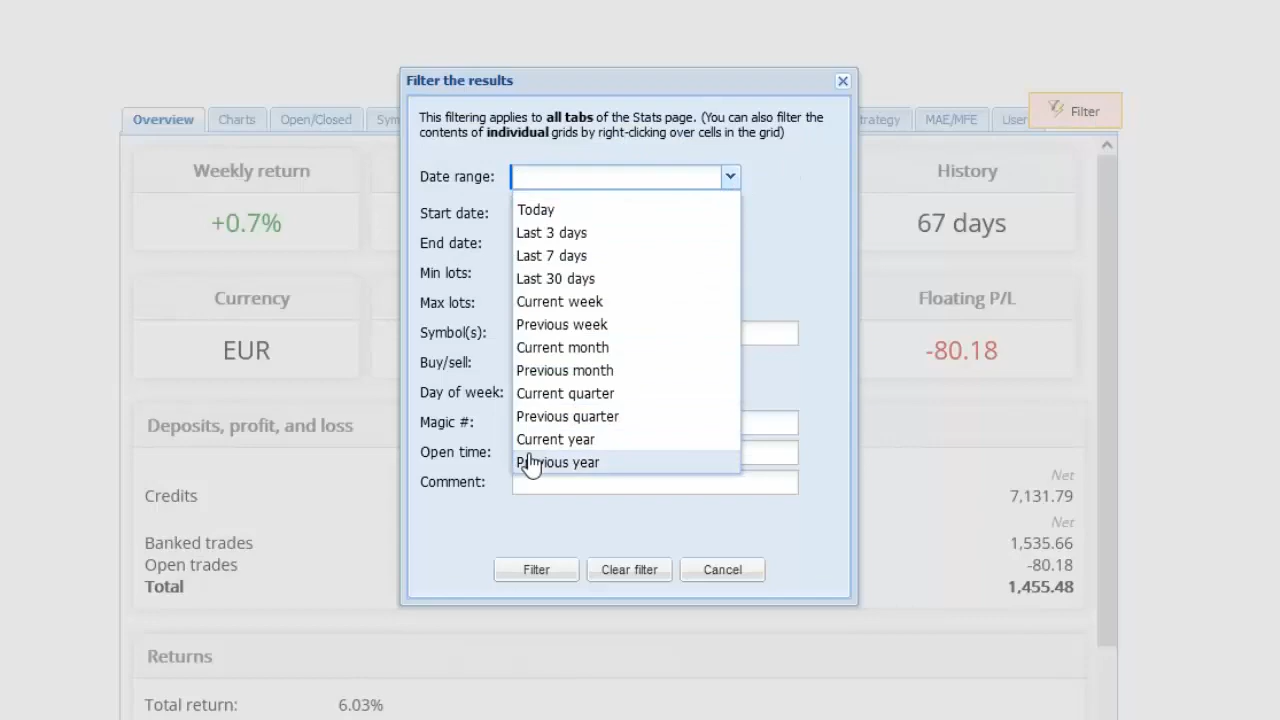 Filter the results
This filtering applies to all tabs of the Stats page. (You can also filter the
contents of individual grids by right-clicking over cells in the grid)
Overview
Charts
Open/Closed
MAE/MFE
User
Filter
Weekly return
+0.7%
History
67 days
Currency
EUR
Floating P/L
-80.18
Date range:
Start date:
End date:
Min lots:
Max lots:
Symbol(s):
Buy/sell:
Day of week:
Magic #:
Open time:
Comment:
Today
Last 3 days
Last 7 days
Last 30 days
Current week
Previous week
Current month
Previous month
Current quarter
Previous quarter
Current year
Previous year
Filter
Clear filter
Cancel
Deposits, profit, and loss
Net
Credits 7,131.79
Net
Banked trades 1,535.66
Open trades -80.18
Total 1,455.48
Returns
Total return: 6.03%